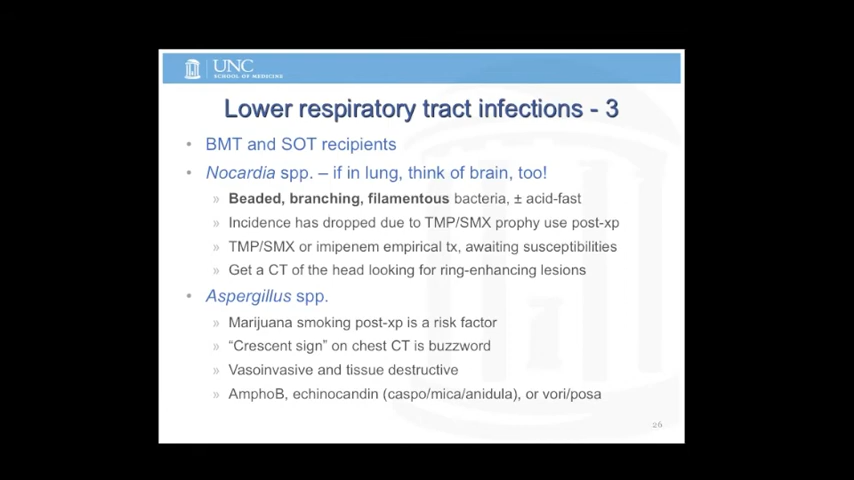 UNC
SCHOOL OF MEDICINE
Lower respiratory tract infections - 3
• BMT and SOT recipients
• Nocardia spp. – if in lung, think of brain, too!
» Beaded, branching, filamentous bacteria, ± acid-fast
» Incidence has dropped due to TMP/SMX prophy use post-xp
» TMP/SMX or imipenem empirical tx, awaiting susceptibilities
» Get a CT of the head looking for ring-enhancing lesions
• Aspergillus spp.
» Marijuana smoking post-xp is a risk factor
» “Crescent sign” on chest CT is buzzword
» Vasoinvasive and tissue destructive
» AmphoB, echinocandin (caspo/mica/anidula), or vori/posa
26